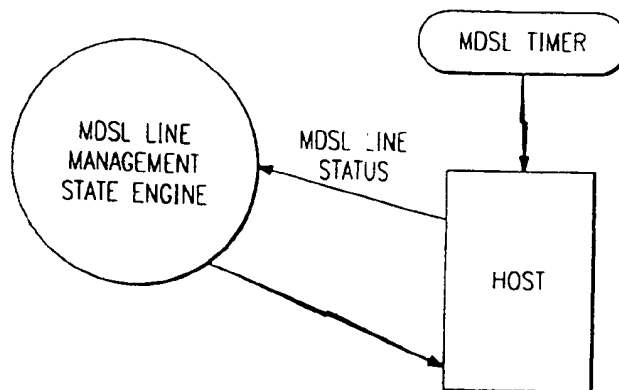 MDSL TIMER
MDSL LINE
MANAGEMENT
STATE ENGINE
MDSL LINE
STATUS
HOST